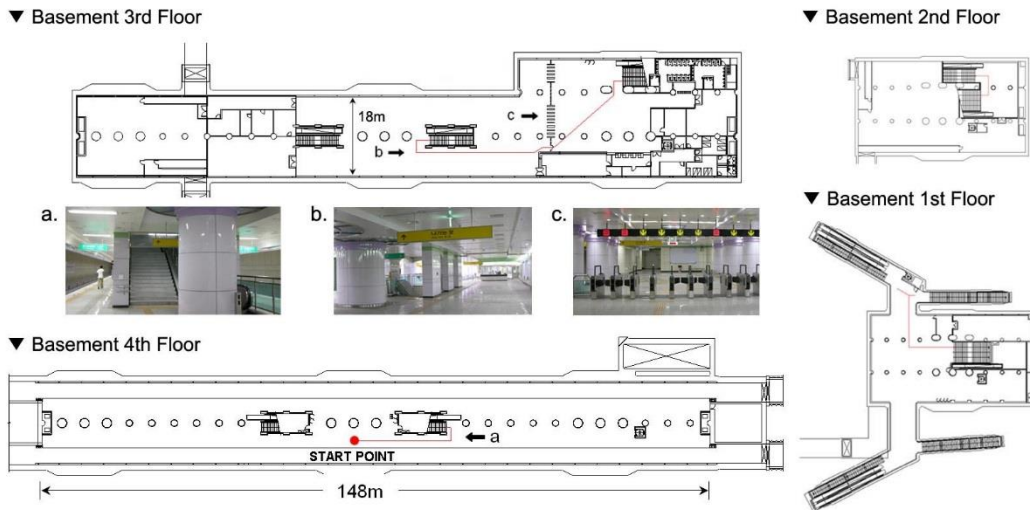 ▼ Basement 3rd Floor
18m
c
b
▼ Basement 2nd Floor
a.
b.
c.
▼ Basement 1st Floor
▼ Basement 4th Floor
a
START POINT
148m